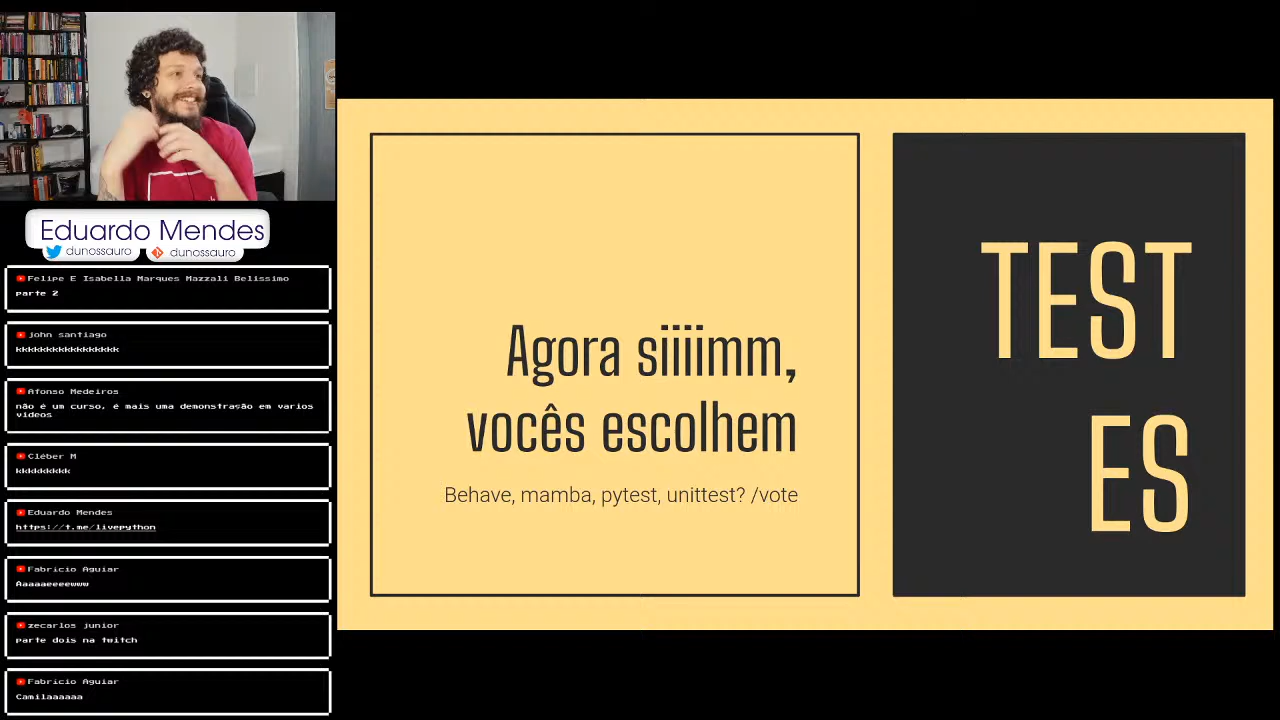 Eduardo Mendes
dunossauro
dunossauro
Felipe E Isabella Marques Mazzali Belissimo
parte 2
john santiago
kkkkkkkkkkkkkkkkk
Afonso Medeiros
não é um curso, é mais uma demonstração em varios
videos
Cléber M
kkkkkkkkk
Eduardo Mendes
https://t.me/livepython
Fabricio Aguiar
Aaaaaeeeewww
zecarlos junior
parte dois na twitch
Fabricio Aguiar
Camilaaaaaa
Agora siiiimm,
vocês escolhem
Behave, mamba, pytest, unittest? /vote
TEST
ES